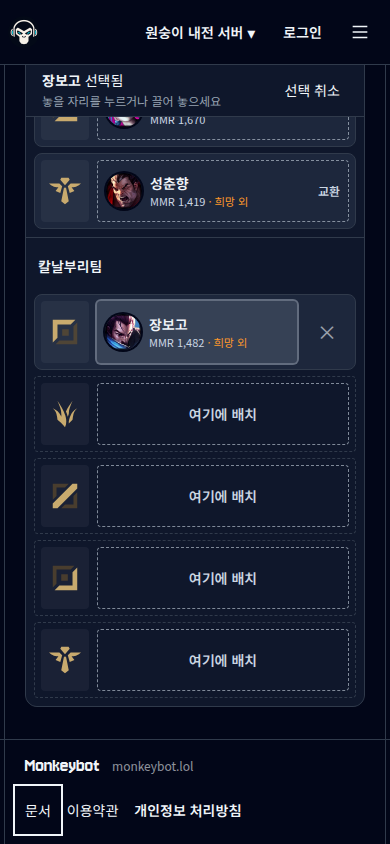 원숭이 내전 서버 ▾
로그인
장보고 선택됨
놓을 자리를 누르거나 끌어 놓으세요
선택 취소
MMR 1,670
성춘향
MMR 1,419 · 희망 외
교환
칼날부리팀
장보고
MMR 1,482 · 희망 외
여기에 배치
여기에 배치
여기에 배치
여기에 배치
Monkeybot monkeybot.lol
문서 이용약관 개인정보 처리방침